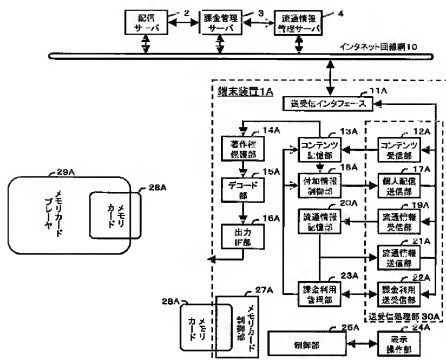 配信サーバ
2
課金管理サーバ
3
流通情報管理サーバ
4
インタネット回線網10
端末装置1A
11A
送受信インタフェース
14A
著作権保護部
13A
コンテンツ記憶部
12A
コンテンツ受信部
15A
デコード部
18A
付加情報制御部
17A
個人配信送信部
20A
流通情報記憶部
19A
流通情報受信部
16A
出力IF部
21A
流通情報送信部
23A
課金利用管理部
22A
課金利用送受信部
送受信処理部30A
29A
メモリカードプレーヤ
28A
メモリカード
27A
メモリカード制御部
28A
メモリカード
26A
制御部
24A
表示操作部